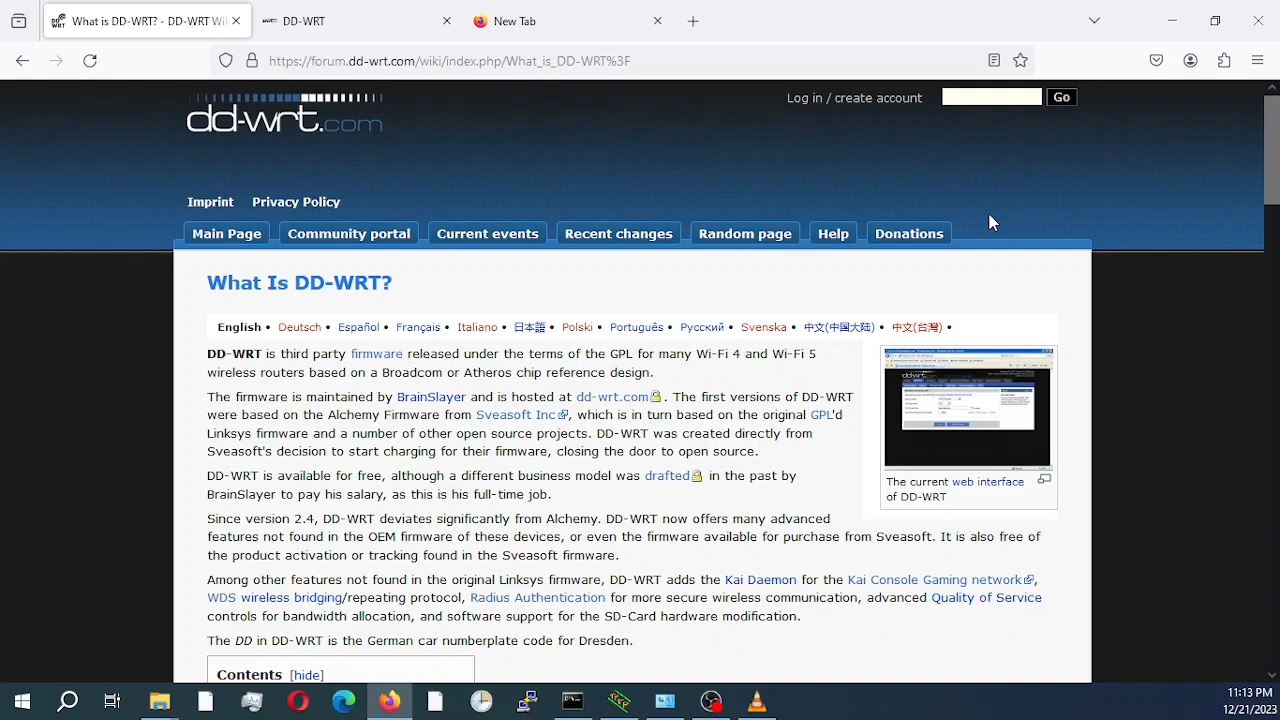 What is DD-WRT? - DD-WRT Wi
DD-WRT
New Tab
https://forum.dd-wrt.com/wiki/index.php/What_is_DD-WRT%3F
dd-wrt.com
Log in / create account
Go
Imprint
Privacy Policy
Main Page
Community portal
Current events
Recent changes
Random page
Help
Donations
What Is DD-WRT?
English • Deutsch • Español • Français • Italiano • 日本語 • Polski • Português • Русский • Svenska • 中文(中国大陆) • 中文(台灣) •
DD-WRT is third party firmware released under the terms of the GPL formany Wi-Fi 4 and Wi-Fi 5
wireless routers based on a Broadcom or Atheros chip reference design.
The firmware is maintained by BrainSlayer and is hosted at dd-wrt.com. The first versions of DD-WRT
were based on the Alchemy Firmware from Sveasoft Inc, which is in turn based on the original GPL'd
Linksys firmware and a number of other open source projects. DD-WRT was created directly from
Sveasoft's decision to start charging for their firmware, closing the door to open source.
DD-WRT is available for free, although a different business model was drafted in the past by
BrainSlayer to pay his salary, as this is his full-time job.
Since version 2.4, DD-WRT deviates significantly from Alchemy. DD-WRT now offers many advanced
features not found in the OEM firmware of these devices, or even the firmware available for purchase from Sveasoft. It is also free of
the product activation or tracking found in the Sveasoft firmware.
Among other features not found in the original Linksys firmware, DD-WRT adds the Kai Daemon for the Kai Console Gaming network,
WDS wireless bridging/repeating protocol, Radius Authentication for more secure wireless communication, advanced Quality of Service
controls for bandwidth allocation, and software support for the SD-Card hardware modification.
The DD in DD-WRT is the German car numberplate code for Dresden.
The current web interface
of DD-WRT
Contents [hide]
11:13 PM
12/21/2023